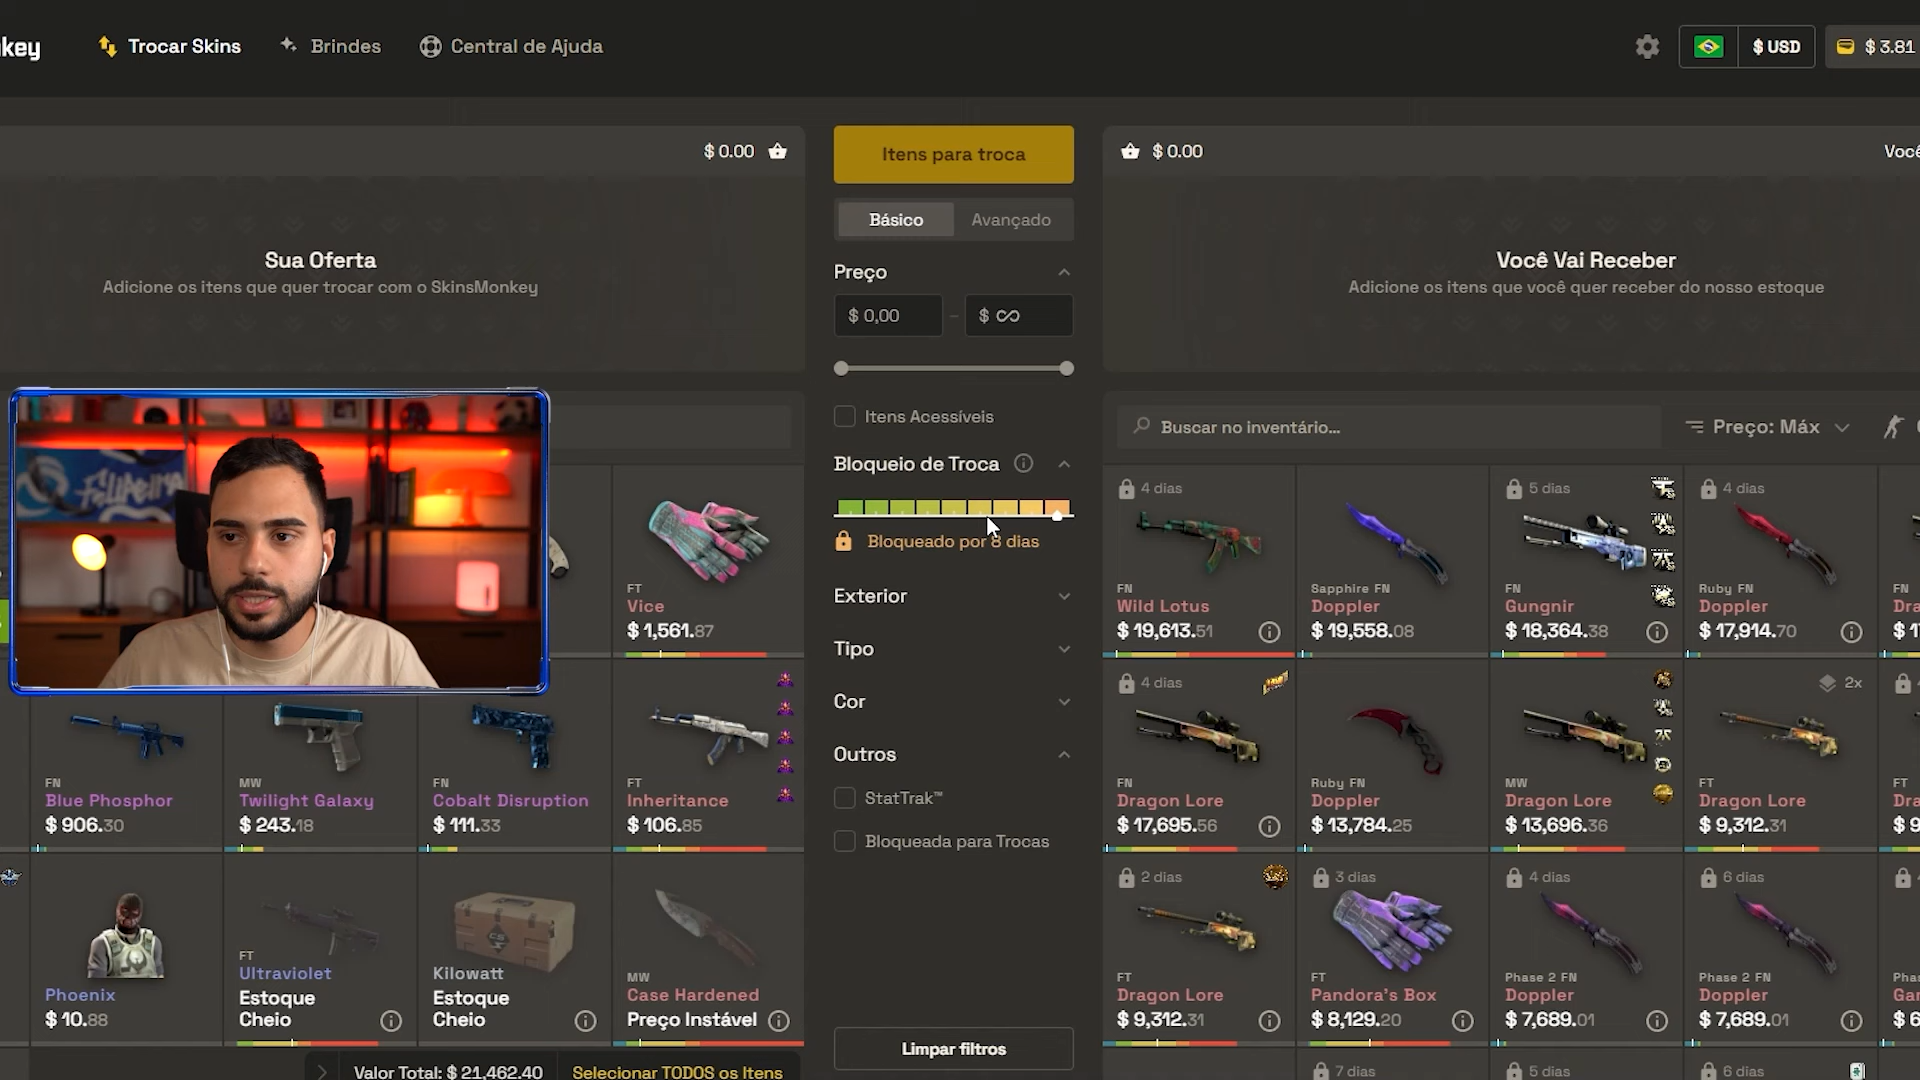 nkey
Trocar Skins
Brindes
Central de Ajuda
$ USD
$ 3.81
$ 0.00
Sua Oferta
Adicione os itens que quer trocar com o SkinsMonkey
Itens para troca
Básico
Avançado
Preço
$ 0,00
-
$ ∞
Itens Acessíveis
Bloqueio de Troca
Bloqueado por 8 dias
Exterior
Tipo
Cor
Outros
StatTrak™
Bloqueada para Trocas
Limpar filtros
$ 0.00
Você Vai Receber
Adicione os itens que você quer receber do nosso estoque
Buscar no inventário...
Preço: Máx
FT
Vice
$ 1,561.87
FN
Blue Phosphor
$ 906.30
MW
Twilight Galaxy
$ 243.18
FN
Cobalt Disruption
$ 111.33
FT
Inheritance
$ 106.85
Phoenix
$ 10.88
FT
Ultraviolet
Estoque
Cheio
Kilowatt
Estoque
Cheio
MW
Case Hardened
Preço Instável
Valor Total: $ 21,462.40
Selecionar TODOS os Itens
4 dias
FN
Wild Lotus
$ 19,613.51
Sapphire FN
Doppler
$ 19,558.08
5 dias
FN
Gungnir
$ 18,364.38
4 dias
Ruby FN
Doppler
$ 17,914.70
FN
4 dias
FN
Dragon Lore
$ 17,695.56
Ruby FN
Doppler
$ 13,784.25
MW
Dragon Lore
$ 13,696.36
2x
FT
Dragon Lore
$ 9,312.31
FT
2 dias
FT
Dragon Lore
$ 9,312.31
3 dias
FT
Pandora's Box
$ 8,129.20
4 dias
Phase 2 FN
Doppler
$ 7,689.01
6 dias
Phase 2 FN
Doppler
$ 7,689.01
7 dias
5 dias
6 dias